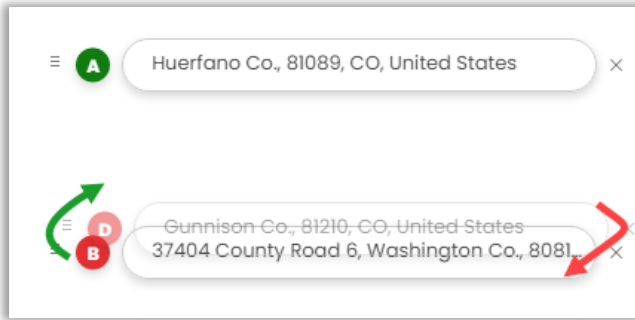 A
Huerfano Co., 81089, CO, United States
D
Gunnison Co., 81210, CO, United States
B
37404 County Road 6, Washington Co., 8081...